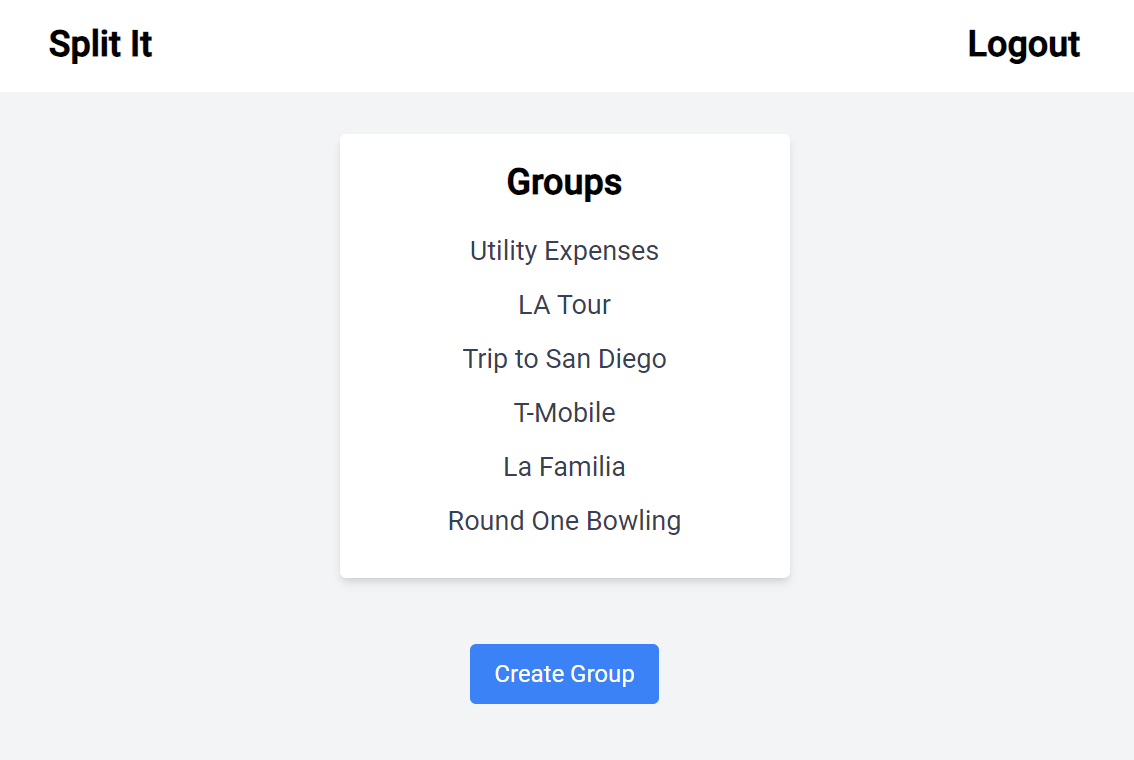 Split It
Logout
Groups
Utility Expenses
LA Tour
Trip to San Diego
T-Mobile
La Familia
Round One Bowling
Create Group